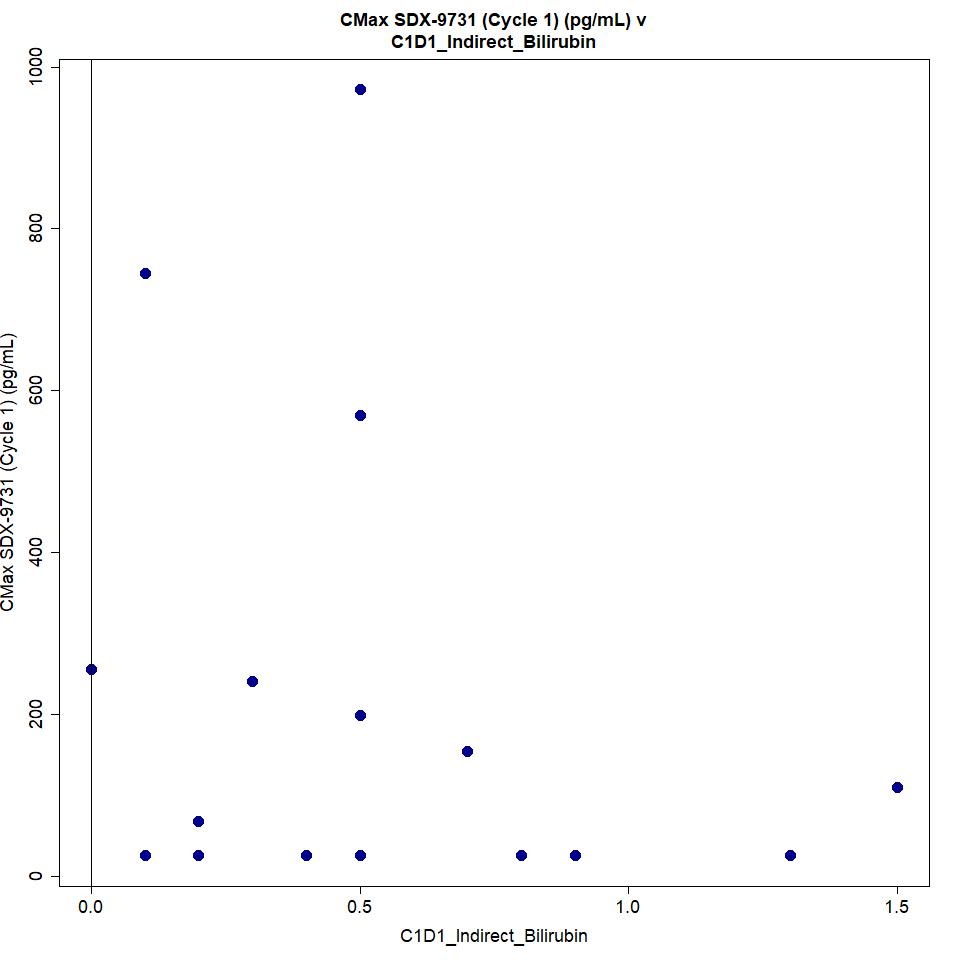 CMax SDX-9731 (Cycle 1) (pg/mL) v
C1D1_Indirect_Bilirubin
CMax SDX-9731 (Cycle 1) (pg/mL)
1000
800
600
400
200
0
0.0
0.5
1.0
1.5
C1D1_Indirect_Bilirubin